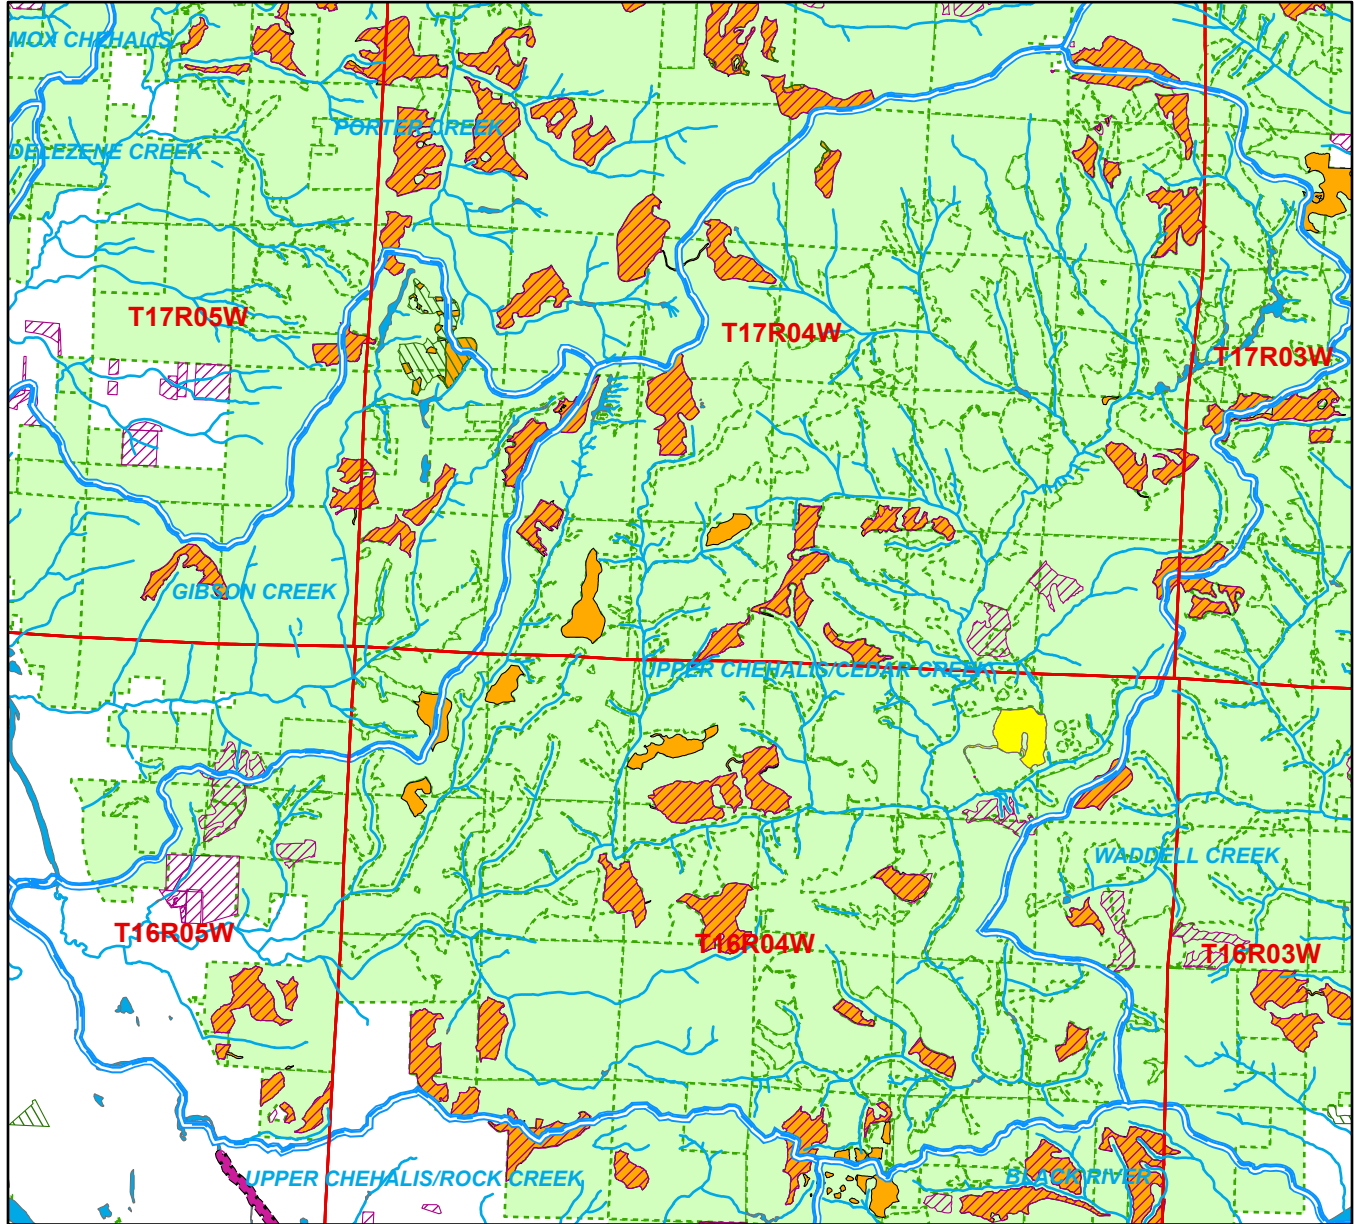 MOX CHEHALIS
PORTER CREEK
DELEZENE CREEK
T17R05W
T17R04W
T17R03W
GIBSON CREEK
UPPER CHEHALIS/CEDAR CREEK
WADDELL CREEK
T16R05W
T16R04W
T16R03W
UPPER CHEHALIS/ROCK CREEK
BLACK RIVER